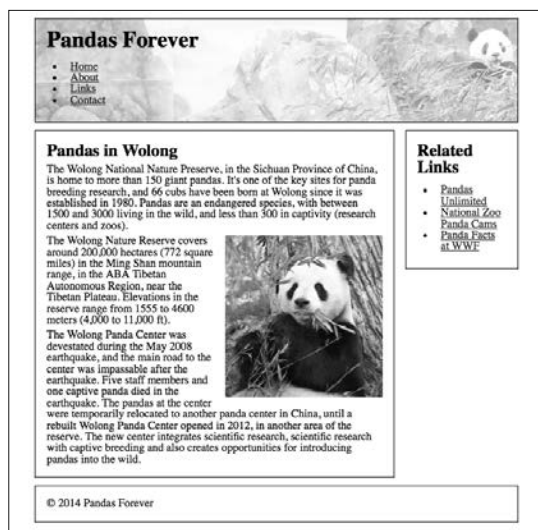 Pandas Forever
Home
About
Links
Contact
Pandas in Wolong
The Wolong National Nature Preserve, in the Sichuan Province of China,
is home to more than 150 giant pandas. It's one of the key sites for panda
breeding research, and 66 cubs have been born at Wolong since it was
established in 1980. Pandas are an endangered species, with between
1500 and 3000 living in the wild, and less than 300 in captivity (research
centers and zoos).
The Wolong Nature Reserve covers
around 200,000 hectares (772 square
miles) in the Ming Shan mountain
range, in the ABA Tibetan
Autonomous Region, near the
Tibetan Plateau. Elevations in the
reserve range from 1555 to 4600
meters (4,000 to 11,000 ft).
The Wolong Panda Center was
devestated during the May 2008
earthquake, and the main road to the
center was impassable after the
earthquake. Five staff members and
one captive panda died in the
earthquake. The pandas at the center
were temporarily relocated to another panda center in China, until a
rebuilt Wolong Panda Center opened in 2012, in another area of the
reserve. The new center integrates scientific research, scientific research
with captive breeding and also creates opportunities for introducing
pandas into the wild.
Related
Links
Pandas
Unlimited
National Zoo
Panda Cams
Panda Facts
at WWF
© 2014 Pandas Forever